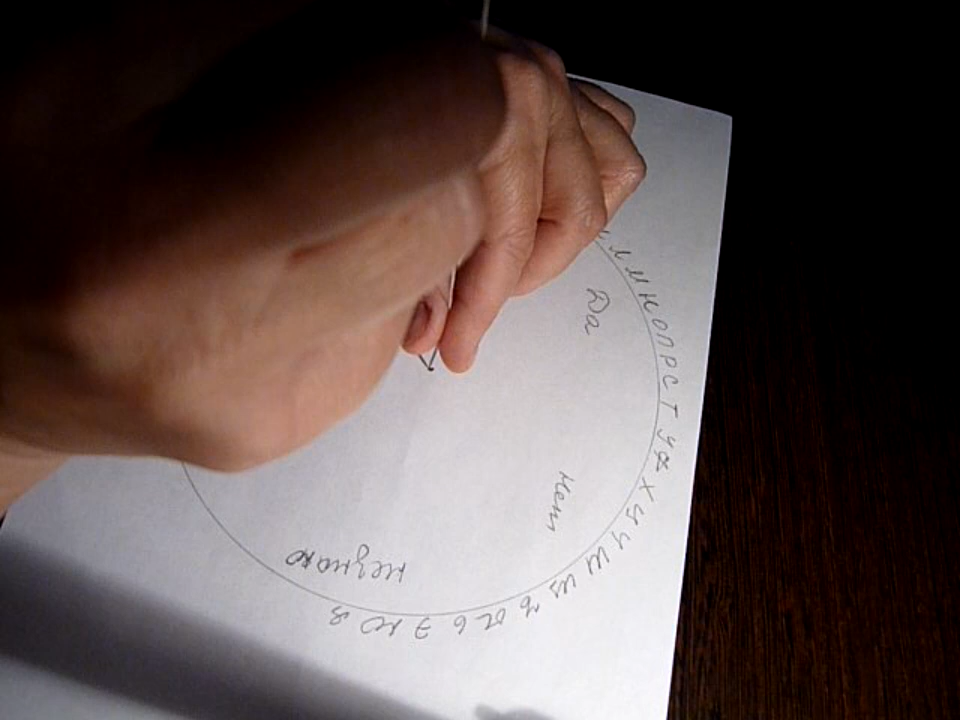 Л М Н О П Р С Т У Ф Х Ц Ч Ш Щ Ъ Ы Ь Э Ю Я
Да
нет
незнаю